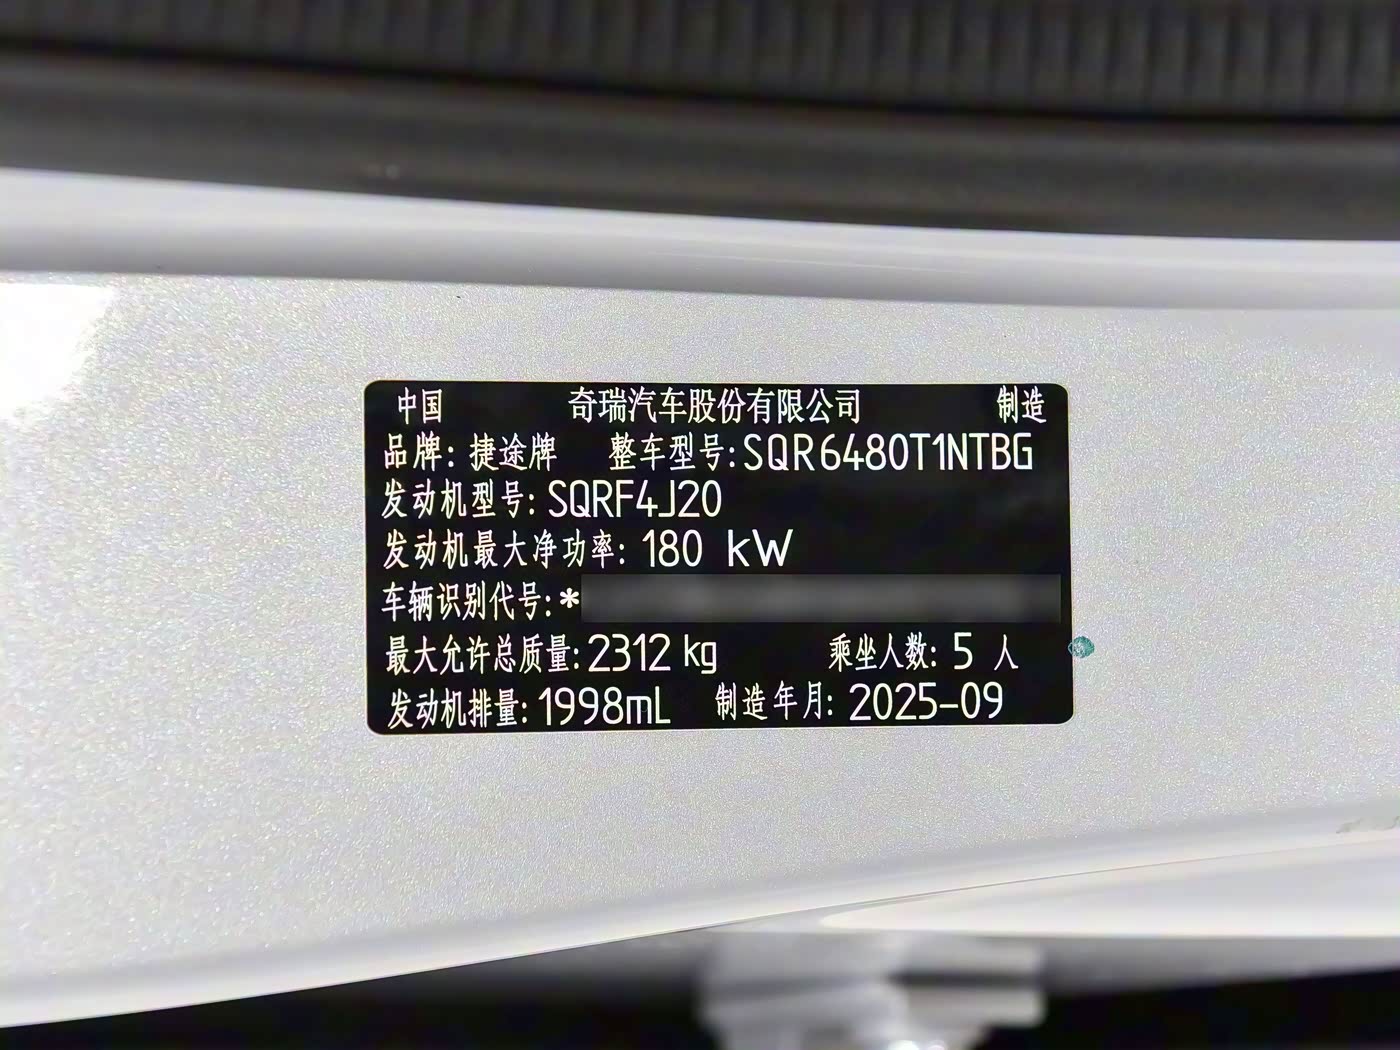 中国 奇瑞汽车股份有限公司 制造
品牌: 捷途牌 整车型号: SQR6480T1NTBG
发动机型号: SQRF4J20
发动机最大净功率: 180 kW
车辆识别代号: *
最大允许总质量: 2312 kg 乘坐人数: 5 人
发动机排量: 1998mL 制造年月: 2025-09